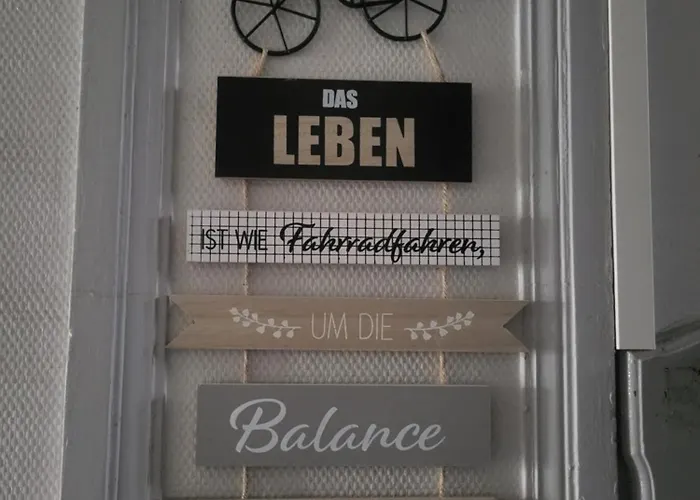 DAS
LEBEN
IST WIE Fahrradfahren,
UM DIE
Balance